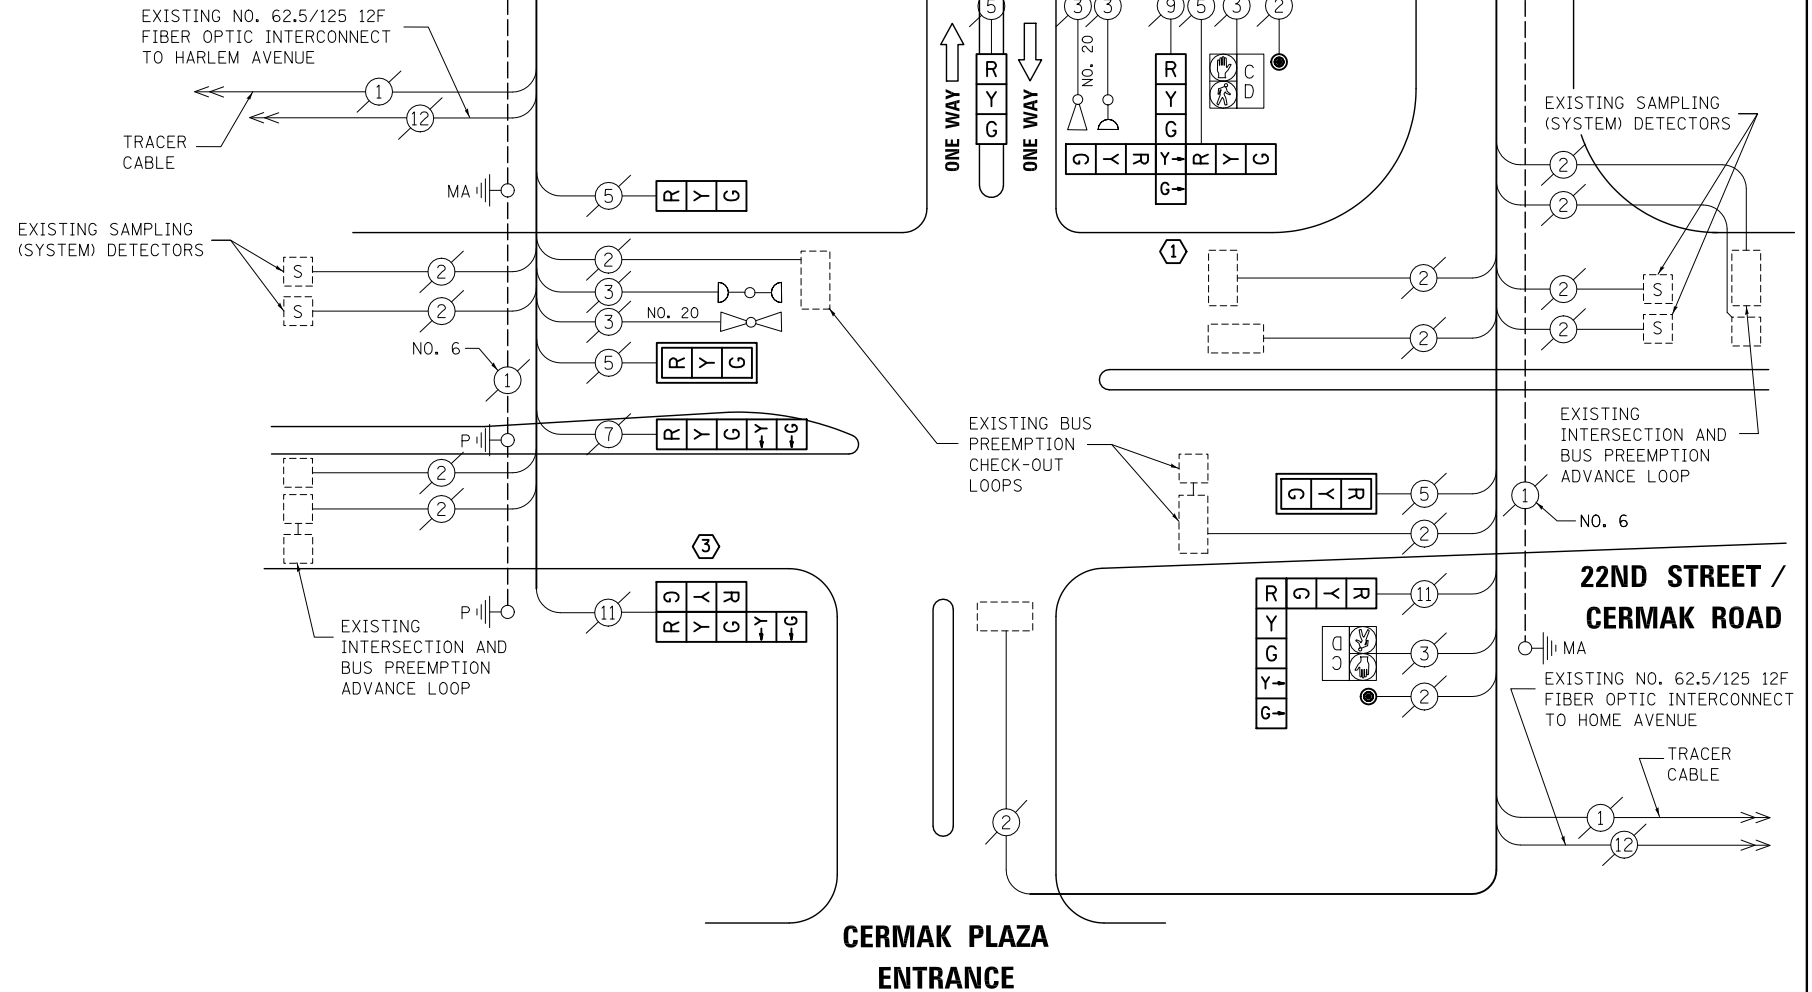 EXISTING NO. 62.5/125 12F
FIBER OPTIC INTERCONNECT
TO HARLEM AVENUE
1
12
TRACER
CABLE
MA
5
R Y G
EXISTING SAMPLING
(SYSTEM) DETECTORS
S
2
S
2
2
3
3
NO. 20
NO. 6
1
5
R Y G
P
7
R Y G Y G
2
2
3
P
11
G Y R
R Y G Y G
EXISTING
INTERSECTION AND
BUS PREEMPTION
ADVANCE LOOP
5
ONE WAY
R
Y
G
ONE WAY
3
3
NO. 20
9
5
3
2
R
Y
G
C
D
G Y R Y R Y G
G
1
EXISTING SAMPLING
(SYSTEM) DETECTORS
2
2
2
2
2
S
2
S
EXISTING BUS
PREEMPTION
CHECK-OUT
LOOPS
EXISTING
INTERSECTION AND
BUS PREEMPTION
ADVANCE LOOP
G Y R
5
2
1
NO. 6
22ND STREET /
CERMAK ROAD
R G Y R
11
Y
G
Y
G
D
C
3
2
MA
EXISTING NO. 62.5/125 12F
FIBER OPTIC INTERCONNECT
TO HOME AVENUE
TRACER
CABLE
1
12
2
CERMAK PLAZA
ENTRANCE